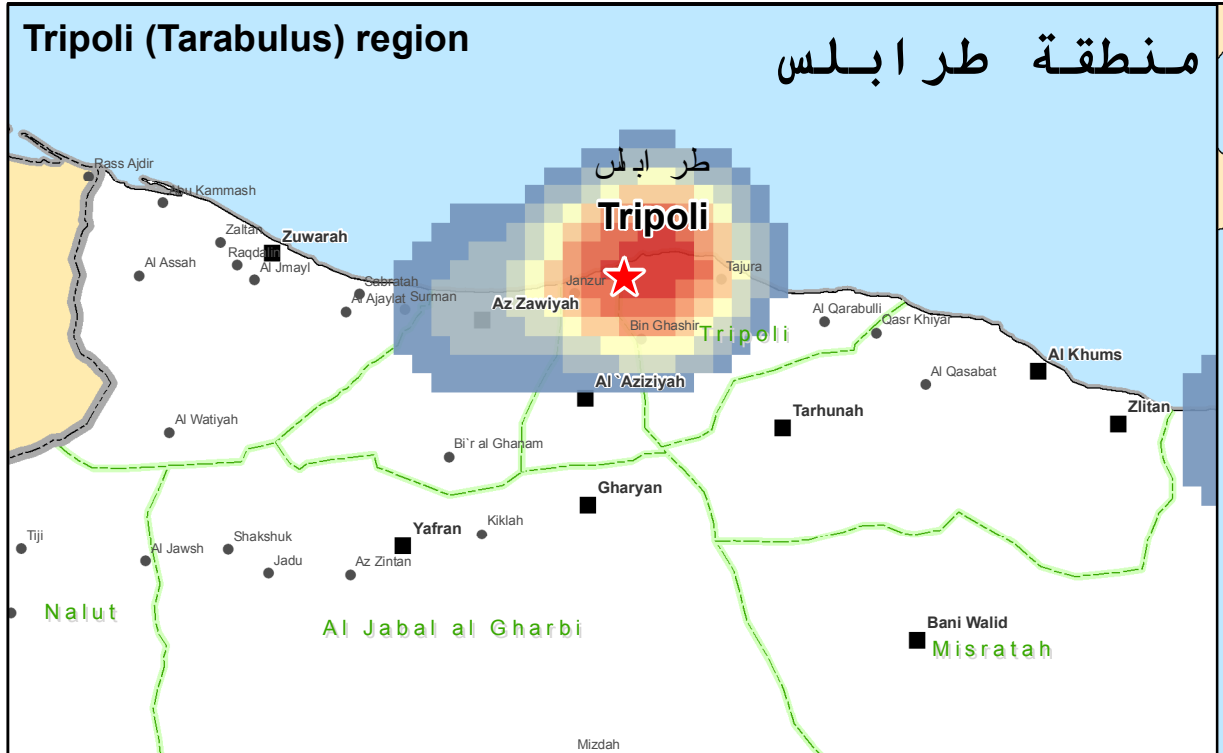 Tripoli (Tarabulus) region
منطقة طرابلس
طرابلس
Rass Ajdir
Abu Kammash
Tripoli
Zaltan
Zuwarah
Raqdalin
Al Assah
Al Jmayl
Sabratah
Janzur
Tajura
Al Ajaylat
Surman
Az Zawiyah
Al Qarabulli
Bin Ghashir
Tripoli
Qasr Khiyar
Al Khums
Al `Aziziyah
Al Qasabat
Zlitan
Tarhunah
Al Watiyah
Bi`r al Ghanam
Gharyan
Kiklah
Yafran
Tiji
Shakshuk
Al Jawsh
Jadu
Az Zintan
Nalut
Al Jabal al Gharbi
Bani Walid
Misratah
Mizdah